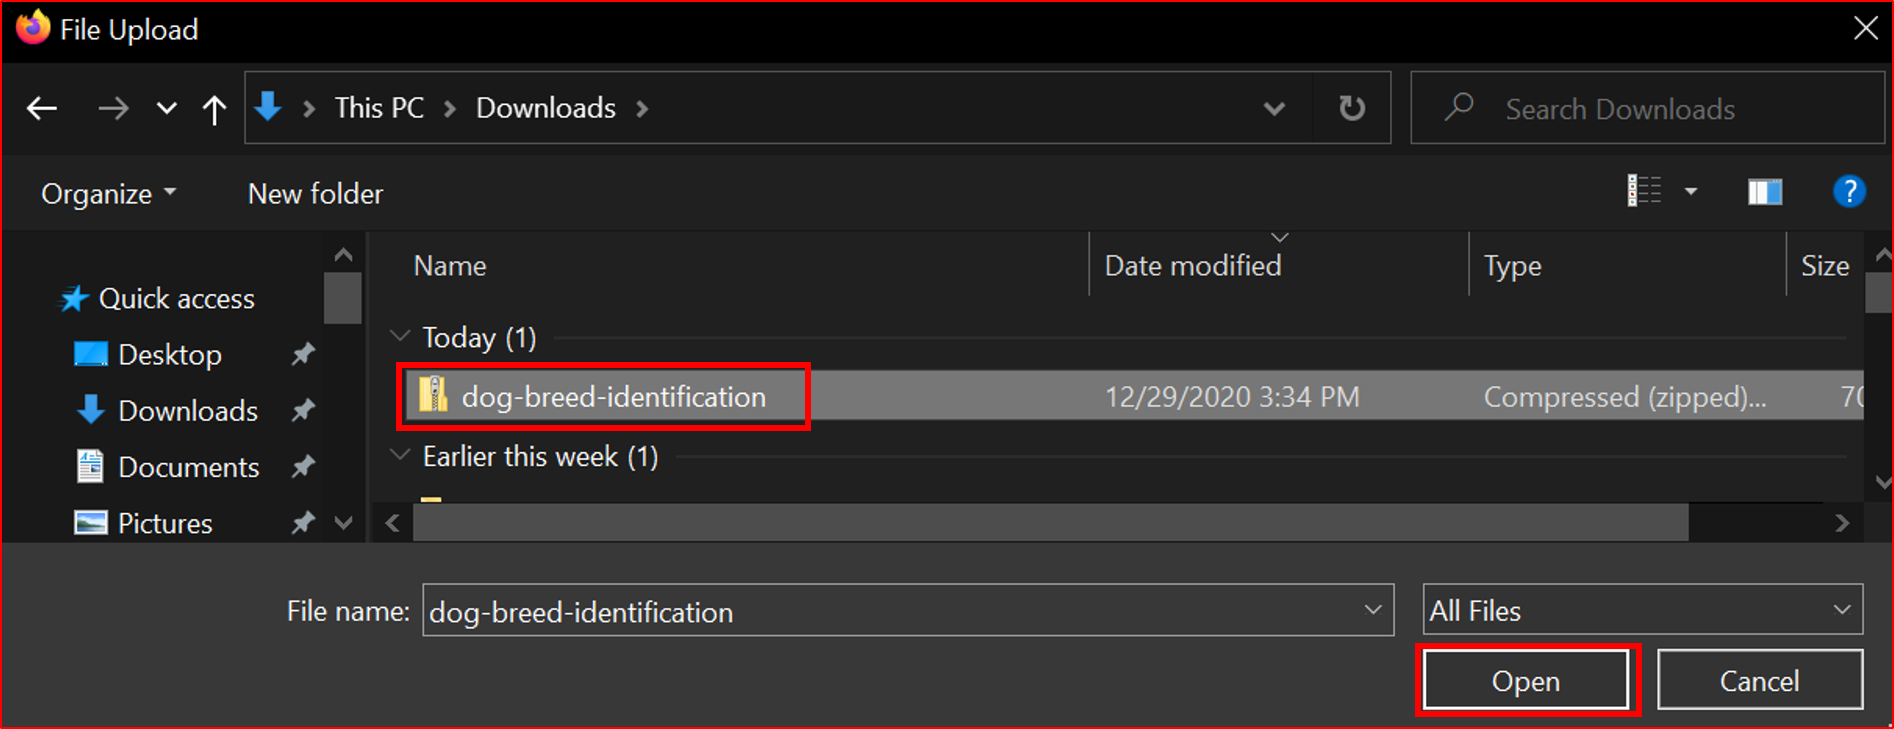 File Upload
This PC Downloads
Search Downloads
Organize
New folder
?
Name
Date modified
Type
Size
Quick access
Desktop
Downloads
Documents
Pictures
Today (1)
dog-breed-identification 12/29/2020 3:34 PM Compressed (zipped)...
Earlier this week (1)
File name: dog-breed-identification
All Files
Open
Cancel